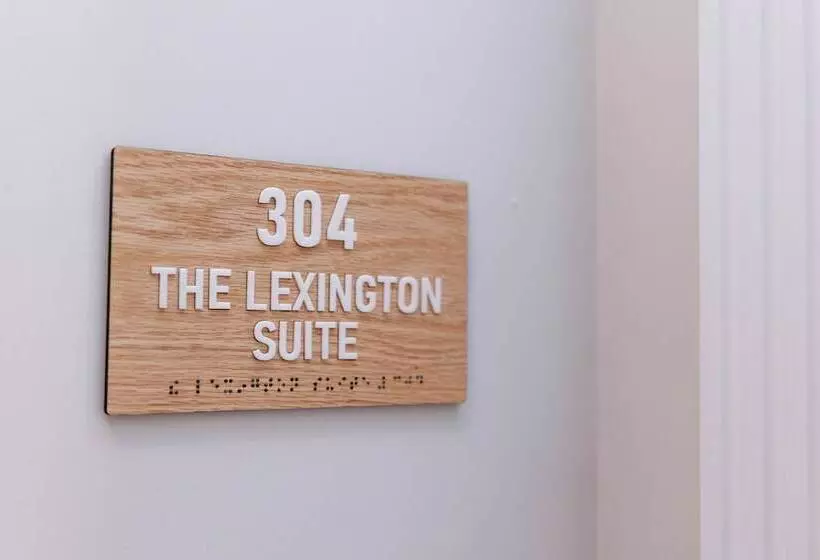 304
THE LEXINGTON
SUITE